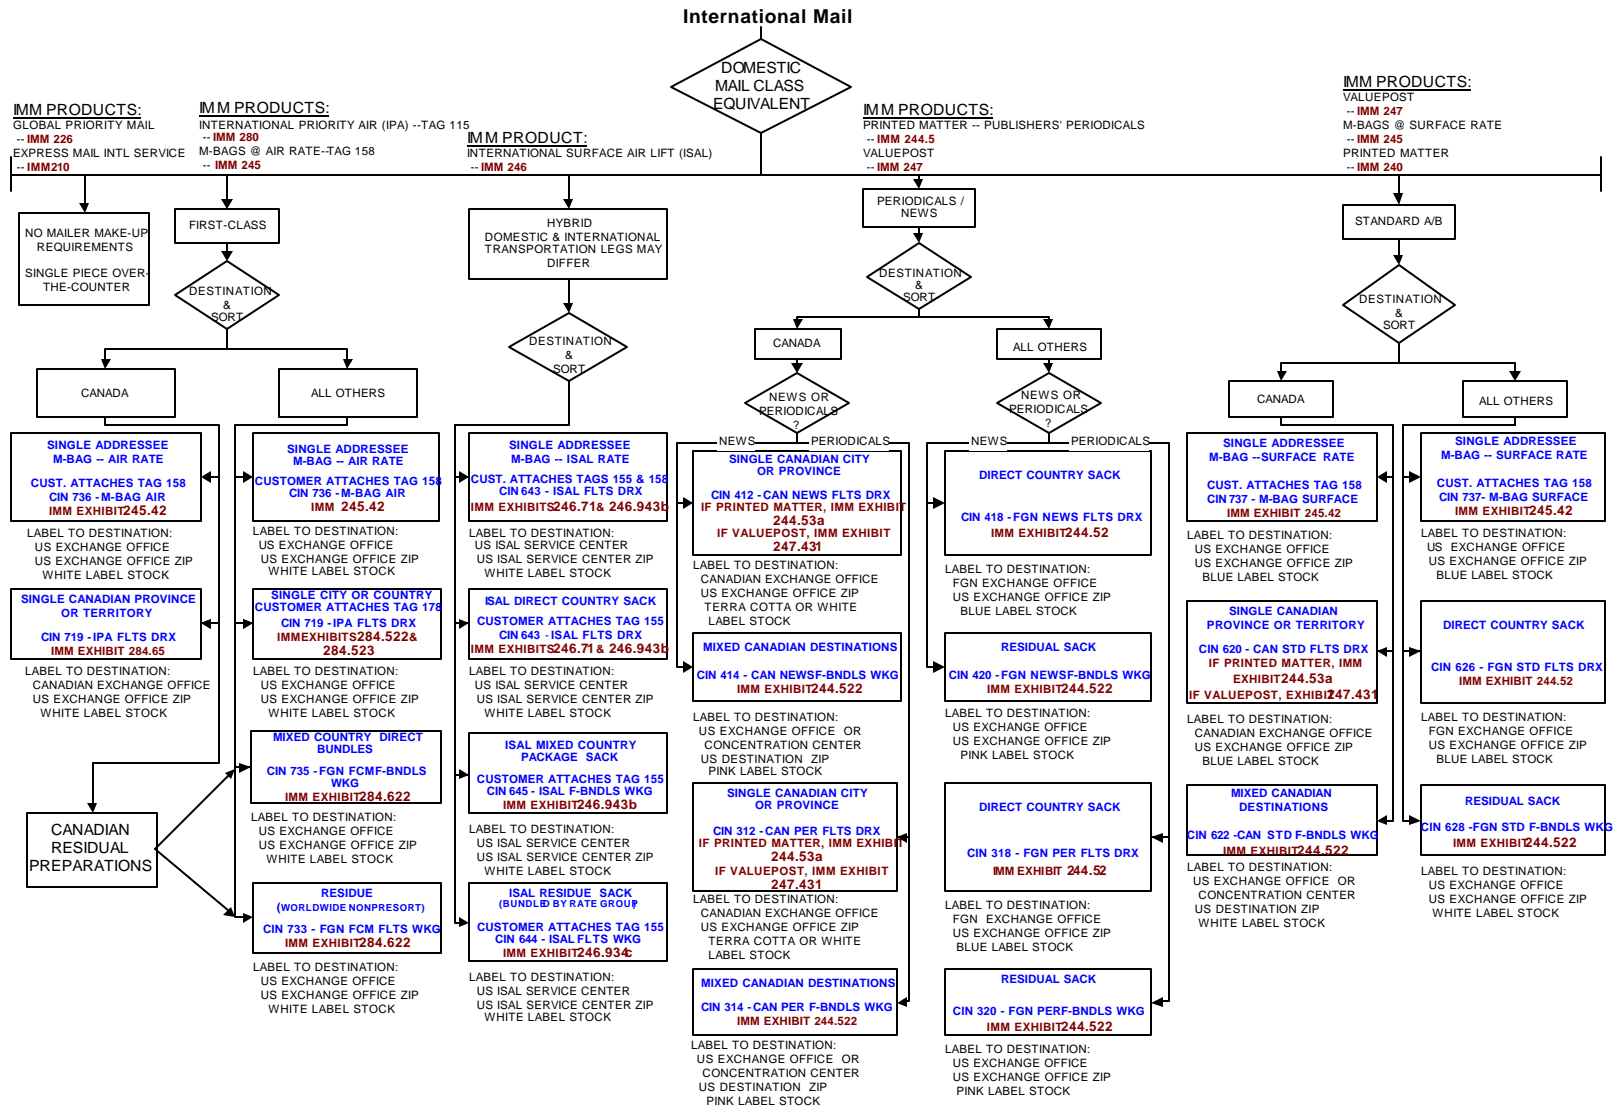 International Mail
DOMESTIC
MAIL CLASS
EQUIVALENT
IMM PRODUCTS:
GLOBAL PRIORITY MAIL
-- IMM 226
EXPRESS MAIL INTL SERVICE
-- IMM210
IMM PRODUCTS:
INTERNATIONAL PRIORITY AIR (IPA) --TAG 115
-- IMM 280
M-BAGS @ AIR RATE--TAG 158
-- IMM 245
IMM PRODUCT:
INTERNATIONAL SURFACE AIR LIFT (ISAL)
-- IMM 246
IMM PRODUCTS:
PRINTED MATTER -- PUBLISHERS' PERIODICALS
-- IMM 244.5
VALUEPOST
-- IMM 247
IMM PRODUCTS:
VALUEPOST
-- IMM 247
M-BAGS @ SURFACE RATE
-- IMM 245
PRINTED MATTER
-- IMM 240
NO MAILER MAKE-UP
REQUIREMENTS
SINGLE PIECE OVER-
THE-COUNTER
FIRST-CLASS
DESTINATION
&
SORT
CANADA
ALL OTHERS
SINGLE ADDRESSEE
M-BAG -- AIR RATE
CUST. ATTACHES TAG 158
CIN 736 - M-BAG AIR
IMM EXHIBIT245.42
LABEL TO DESTINATION:
US EXCHANGE OFFICE
US EXCHANGE OFFICE ZIP
WHITE LABEL STOCK
SINGLE CANADIAN PROVINCE
OR TERRITORY
CIN 719 - IPA FLTS DRX
IMM EXHIBIT 284.65
LABEL TO DESTINATION:
CANADIAN EXCHANGE OFFICE
US EXCHANGE OFFICE ZIP
WHITE LABEL STOCK
CANADIAN
RESIDUAL
PREPARATIONS
SINGLE ADDRESSEE
M-BAG -- AIR RATE
CUSTOMER ATTACHES TAG 158
CIN 736 - M-BAG AIR
IMM 245.42
LABEL TO DESTINATION:
US EXCHANGE OFFICE
US EXCHANGE OFFICE ZIP
WHITE LABEL STOCK
SINGLE CITY OR COUNTRY
CUSTOMER ATTACHES TAG 178
CIN 719 - IPA FLTS DRX
IMMEXHIBITS284.522&
284.523
LABEL TO DESTINATION:
US EXCHANGE OFFICE
US EXCHANGE OFFICE ZIP
WHITE LABEL STOCK
MIXED COUNTRY DIRECT
BUNDLES
CIN 735 - FGN FCMF-BNDLS
WKG
IMM EXHIBIT284.622
LABEL TO DESTINATION:
US EXCHANGE OFFICE
US EXCHANGE OFFICE ZIP
WHITE LABEL STOCK
RESIDUE
(WORLDWIDE NONPRESORT)
CIN 733 - FGN FCM FLTS WKG
IMM EXHIBIT284.622
LABEL TO DESTINATION:
US EXCHANGE OFFICE
US EXCHANGE OFFICE ZIP
WHITE LABEL STOCK
HYBRID
DOMESTIC & INTERNATIONAL
TRANSPORTATION LEGS MAY
DIFFER
DESTINATION
&
SORT
SINGLE ADDRESSEE
M-BAG -- ISAL RATE
CUST. ATTACHES TAGS 155 & 158
CIN 643 - ISAL FLTS DRX
IMM EXHIBITS246.71& 246.943b
LABEL TO DESTINATION:
US ISAL SERVICE CENTER
US ISAL SERVICE CENTER ZIP
WHITE LABEL STOCK
ISAL DIRECT COUNTRY SACK
CUSTOMER ATTACHES TAG 155
CIN 643 - ISAL FLTS DRX
IMM EXHIBITS246.71 & 246.943b
LABEL TO DESTINATION:
US ISAL SERVICE CENTER
US ISAL SERVICE CENTER ZIP
WHITE LABEL STOCK
ISAL MIXED COUNTRY
PACKAGE SACK
CUSTOMER ATTACHES TAG 155
CIN 645 - ISAL F-BNDLS WKG
IMM EXHIBIT246.943b
LABEL TO DESTINATION:
US ISAL SERVICE CENTER
US ISAL SERVICE CENTER ZIP
WHITE LABEL STOCK
ISAL RESIDUE SACK
(BUNDLED BY RATE GROUP)
CUSTOMER ATTACHES TAG 155
CIN 644 - ISAL FLTS WKG
IMM EXHIBIT246.934c
LABEL TO DESTINATION:
US ISAL SERVICE CENTER
US ISAL SERVICE CENTER ZIP
WHITE LABEL STOCK
PERIODICALS /
NEWS
DESTINATION
&
SORT
CANADA
ALL OTHERS
NEWS OR
PERIODICALS
?
NEWS
PERIODICALS
NEWS OR
PERIODICALS
?
NEWS
PERIODICALS
SINGLE CANADIAN CITY
OR PROVINCE
CIN 412 - CAN NEWS FLTS DRX
IF PRINTED MATTER, IMM EXHIBIT
244.53a
IF VALUEPOST, IMM EXHIBIT
247.431
LABEL TO DESTINATION:
CANADIAN EXCHANGE OFFICE
US EXCHANGE OFFICE ZIP
TERRA COTTA OR WHITE
LABEL STOCK
MIXED CANADIAN DESTINATIONS
CIN 414 - CAN NEWSF-BNDLS WKG
IMM EXHIBIT244.522
LABEL TO DESTINATION:
US EXCHANGE OFFICE OR
CONCENTRATION CENTER
US DESTINATION ZIP
PINK LABEL STOCK
SINGLE CANADIAN CITY
OR PROVINCE
CIN 312 - CAN PER FLTS DRX
IF PRINTED MATTER, IMM EXHIBIT
244.53a
IF VALUEPOST, IMM EXHIBIT
247.431
LABEL TO DESTINATION:
CANADIAN EXCHANGE OFFICE
US EXCHANGE OFFICE ZIP
TERRA COTTA OR WHITE
LABEL STOCK
MIXED CANADIAN DESTINATIONS
CIN 314 - CAN PER F-BNDLS WKG
IMM EXHIBIT 244.522
LABEL TO DESTINATION:
US EXCHANGE OFFICE OR
CONCENTRATION CENTER
US DESTINATION ZIP
PINK LABEL STOCK
DIRECT COUNTRY SACK
CIN 418 - FGN NEWS FLTS DRX
IMM EXHIBIT244.52
LABEL TO DESTINATION:
FGN EXCHANGE OFFICE
US EXCHANGE OFFICE ZIP
BLUE LABEL STOCK
RESIDUAL SACK
CIN 420 - FGN NEWSF-BNDLS WKG
IMM EXHIBIT244.522
LABEL TO DESTINATION:
US EXCHANGE OFFICE
US EXCHANGE OFFICE ZIP
PINK LABEL STOCK
DIRECT COUNTRY SACK
CIN 318 - FGN PER FLTS DRX
IMM EXHIBIT 244.52
LABEL TO DESTINATION:
FGN EXCHANGE OFFICE
US EXCHANGE OFFICE ZIP
BLUE LABEL STOCK
RESIDUAL SACK
CIN 320 - FGN PERF-BNDLS WKG
IMM EXHIBIT244.522
LABEL TO DESTINATION:
US EXCHANGE OFFICE
US EXCHANGE OFFICE ZIP
PINK LABEL STOCK
STANDARD A/B
DESTINATION
&
SORT
CANADA
ALL OTHERS
SINGLE ADDRESSEE
M-BAG --SURFACE RATE
CUST. ATTACHES TAG 158
CIN 737 - M-BAG SURFACE
IMM EXHIBIT 245.42
LABEL TO DESTINATION:
US EXCHANGE OFFICE
US EXCHANGE OFFICE ZIP
BLUE LABEL STOCK
SINGLE CANADIAN
PROVINCE OR TERRITORY
CIN 620 - CAN STD FLTS DRX
IF PRINTED MATTER, IMM
EXHIBIT244.53a
IF VALUEPOST, EXHIBIT247.431
LABEL TO DESTINATION:
CANADIAN EXCHANGE OFFICE
US EXCHANGE OFFICE ZIP
BLUE LABEL STOCK
MIXED CANADIAN
DESTINATIONS
CIN 622 -CAN STD F-BNDLS WKG
IMM EXHIBIT244.522
LABEL TO DESTINATION:
US EXCHANGE OFFICE OR
CONCENTRATION CENTER
US DESTINATION ZIP
WHITE LABEL STOCK
SINGLE ADDRESSEE
M-BAG -- SURFACE RATE
CUST. ATTACHES TAG 158
CIN 737- M-BAG SURFACE
IMM EXHIBIT245.42
LABEL TO DESTINATION:
US EXCHANGE OFFICE
US EXCHANGE OFFICE ZIP
BLUE LABEL STOCK
DIRECT COUNTRY SACK
CIN 626 - FGN STD FLTS DRX
IMM EXHIBIT 244.52
LABEL TO DESTINATION:
FGN EXCHANGE OFFICE
US EXCHANGE OFFICE ZIP
BLUE LABEL STOCK
RESIDUAL SACK
CIN 628 -FGN STD F-BNDLS WKG
IMM EXHIBIT244.522
LABEL TO DESTINATION:
US EXCHANGE OFFICE
US EXCHANGE OFFICE ZIP
WHITE LABEL STOCK